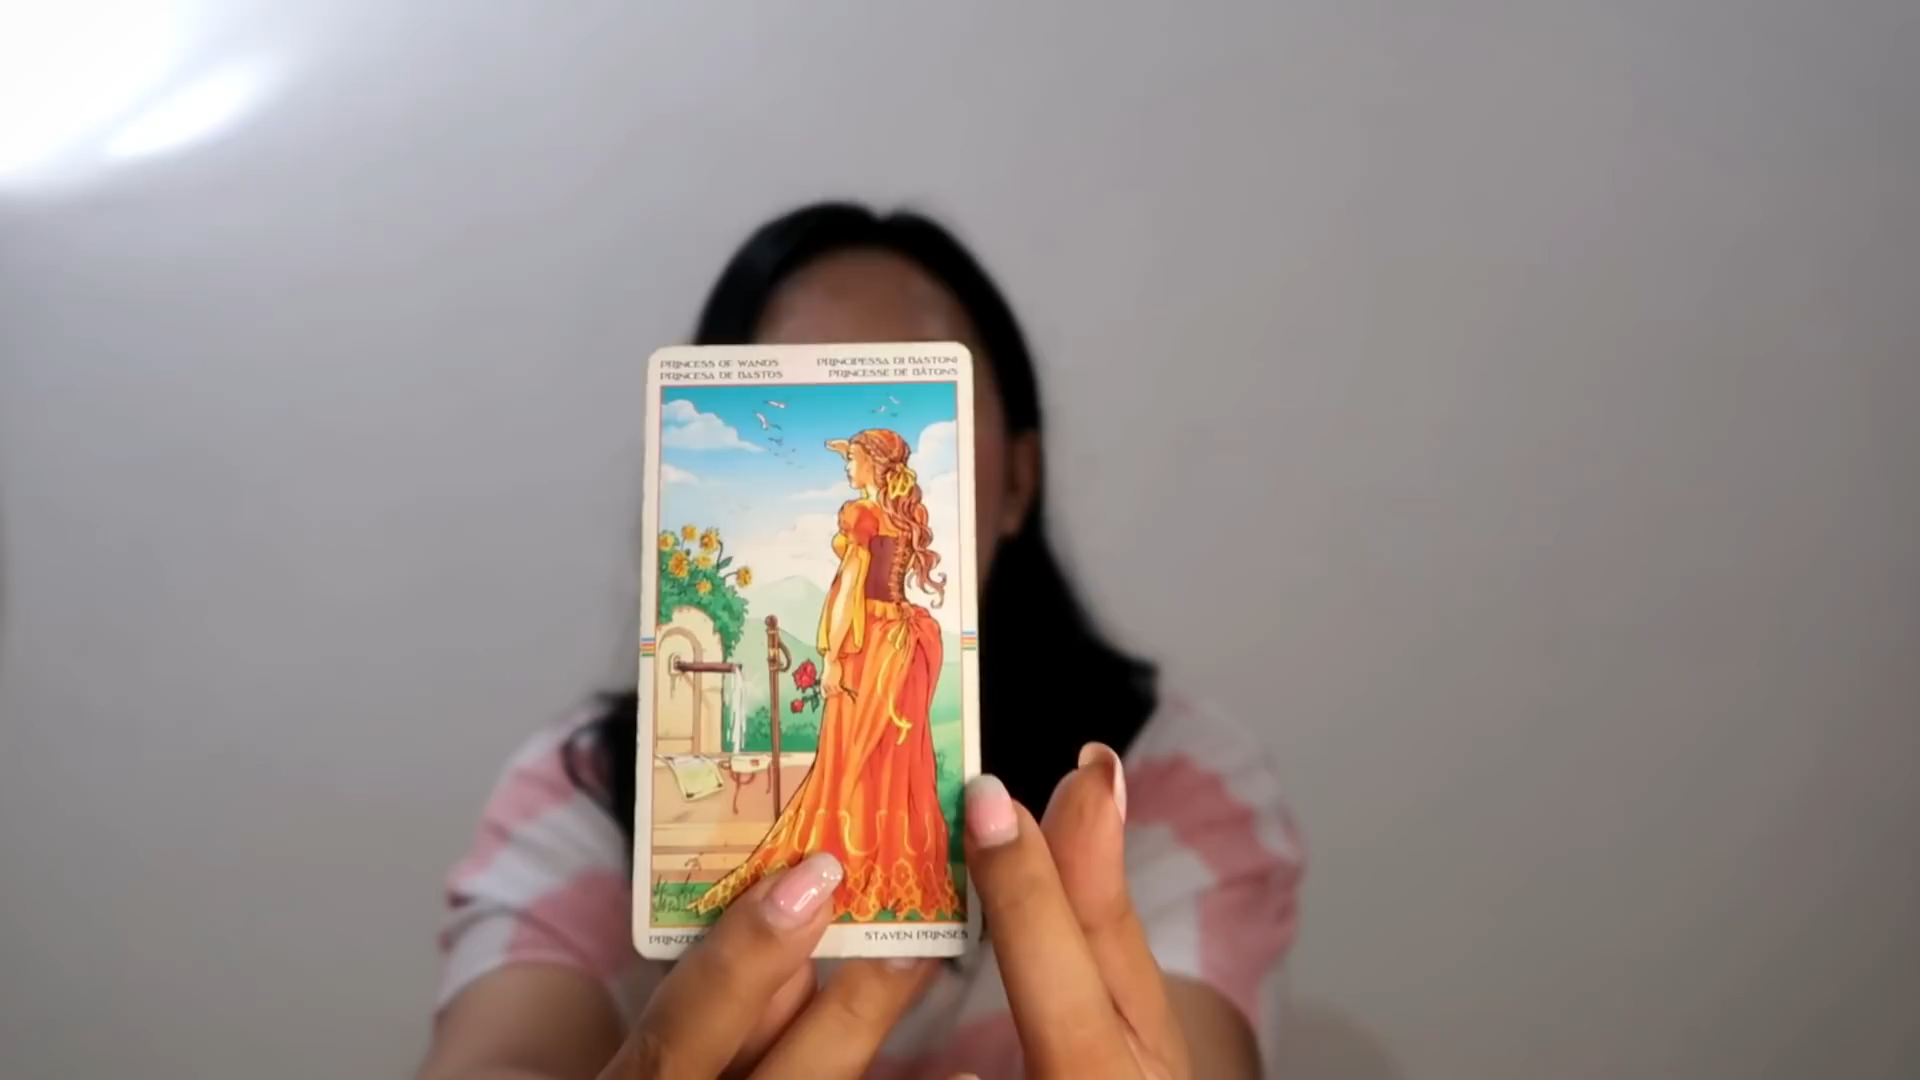 PRINCESS OF WANDS
PRINCIPESSA DI BASTONI
PRINCESA DE BASTOS
PRINCESSE DE BÂTONS
STAVEN PRINSES